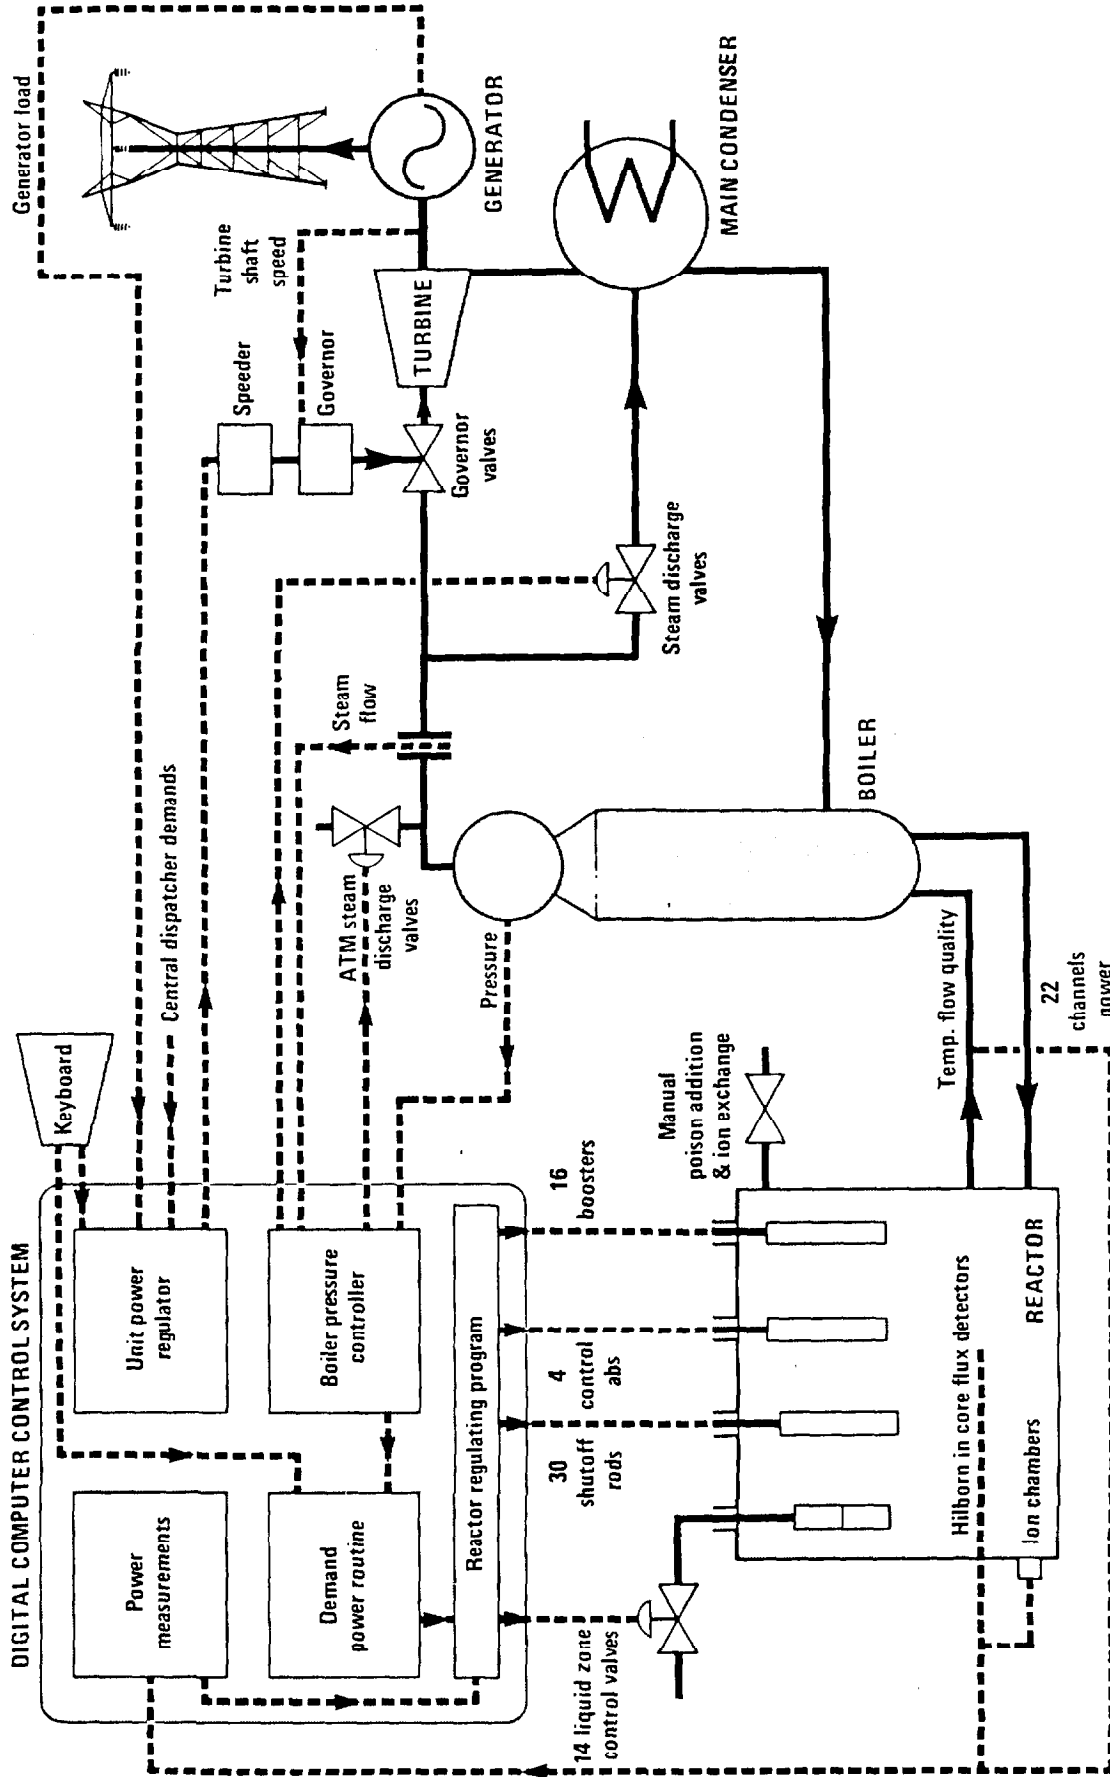 DIGITAL COMPUTER CONTROL SYSTEM
Power
measurements
Unit power
regulator
Keyboard
Central dispatcher demands
Generator load
Demand
power routine
Boiler pressure
controller
Reactor regulating program
Speeder
Governor
Turbine
shaft
speed
ATM steam
discharge
valves
Steam
flow
Governor
valves
TURBINE
GENERATOR
Pressure
14 liquid zone
control valves
30
shutoff
rods
4
control
abs
16
boosters
Manual
poison addition
& ion exchange
Steam discharge
valves
MAIN CONDENSER
BOILER
Temp. flow quality
22
channels
power
Hilborn in core flux detectors
Ion chambers
REACTOR